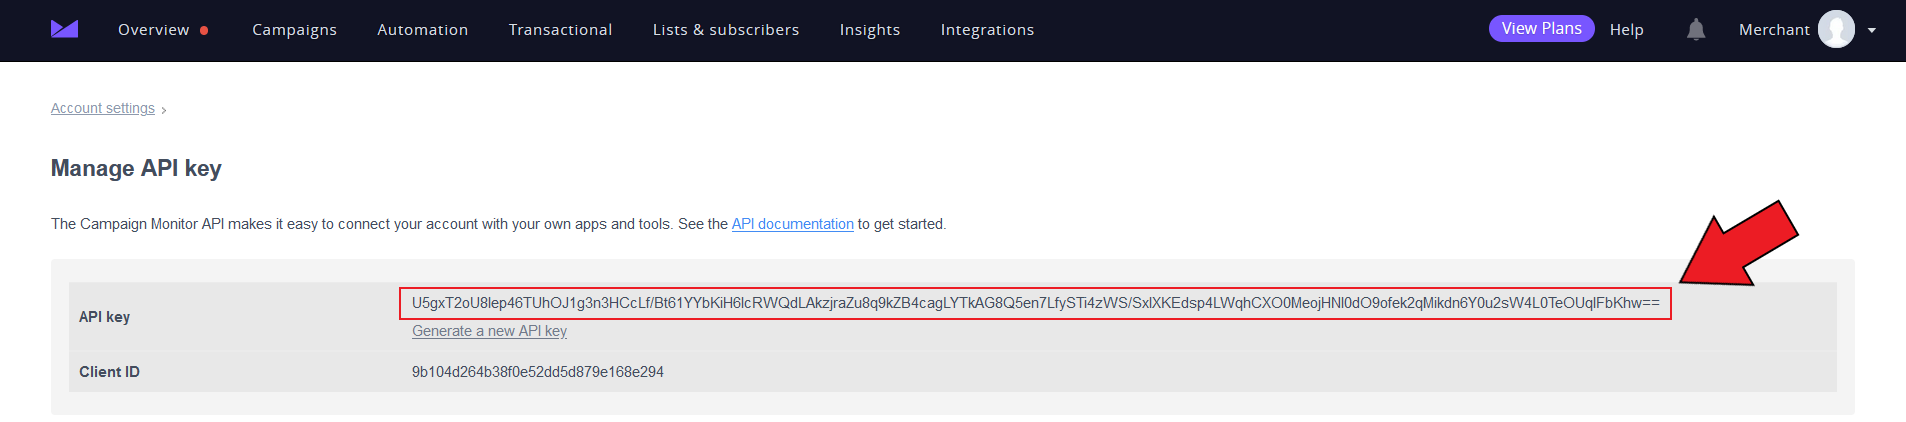 Overview Campaigns Automation Transactional Lists & subscribers Insights Integrations View Plans Help Merchant
Account settings ›
Manage API key
The Campaign Monitor API makes it easy to connect your account with your own apps and tools. See the API documentation to get started.
API key
U5gxT2oU8lep46TUhOJ1g3n3HCcLf/Bt61YYbKiH6lcRWQdLAkzjraZu8q9kZB4cagLYTkAG8Q5en7LfySTi4zWS/SxlXKEdsp4LWqhCXO0MeojHNl0dO9ofek2qMikdn6Y0u2sW4L0TeOUqlFbKhw==
Generate a new API key
Client ID 9b104d264b38f0e52dd5d879e168e294